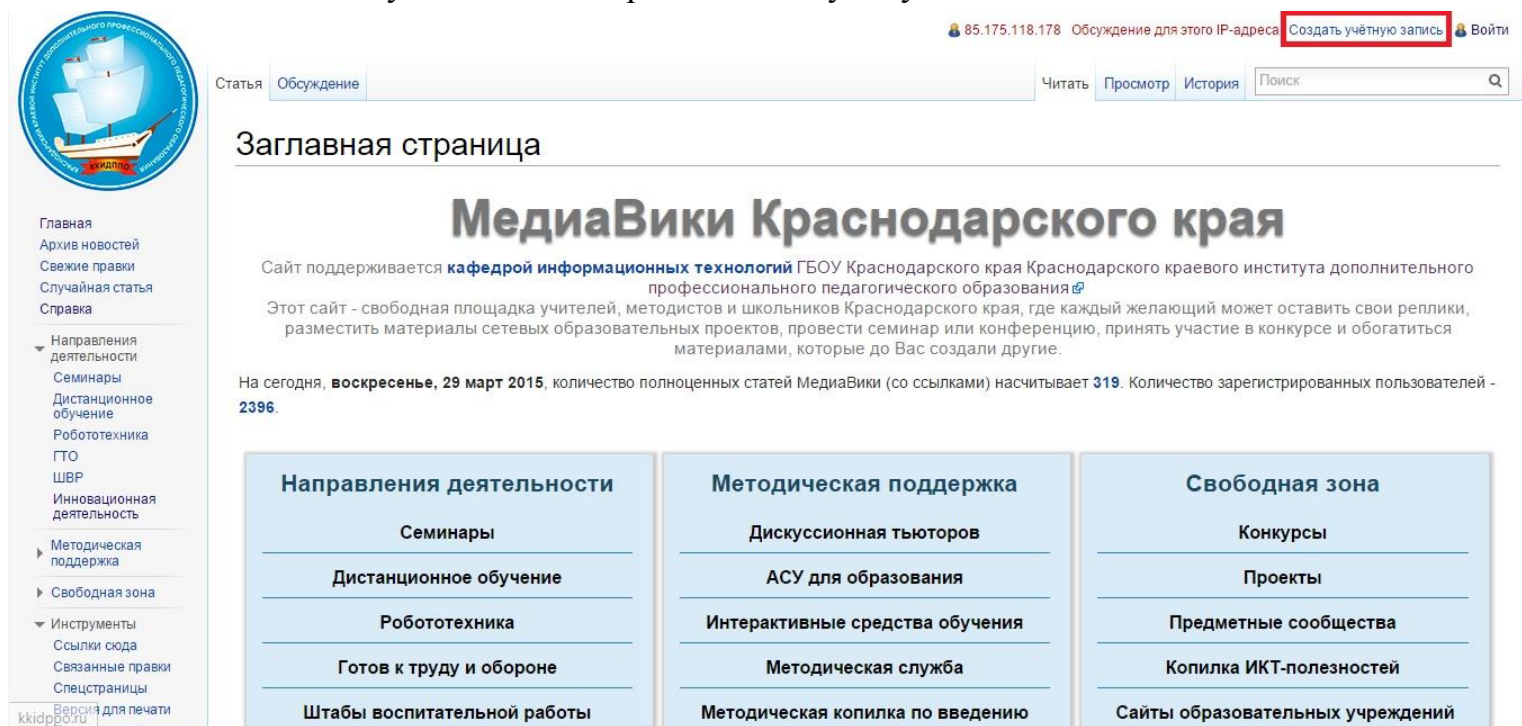 85.175.118.178 Обсуждение для этого IP-адреса Создать учётную запись Войти
Статья Обсуждение Читать Просмотр История Поиск
ККИДППО
Заглавная страница
МедиаВики Краснодарского края
Сайт поддерживается кафедрой информационных технологий ГБОУ Краснодарского края Краснодарского краевого института дополнительного
профессионального педагогического образования
Этот сайт - свободная площадка учителей, методистов и школьников Краснодарского края, где каждый желающий может оставить свои реплики,
разместить материалы сетевых образовательных проектов, провести семинар или конференцию, принять участие в конкурсе и обогатиться
материалами, которые до Вас создали другие.
На сегодня, воскресенье, 29 март 2015, количество полноценных статей МедиаВики (со ссылками) насчитывает 319. Количество зарегистрированных пользователей -
2396.
Главная
Архив новостей
Свежие правки
Случайная статья
Справка
Направления
деятельности
Семинары
Дистанционное
обучение
Робототехника
ГТО
ШВР
Инновационная
деятельность
Методическая
поддержка
Свободная зона
Инструменты
Ссылки сюда
Связанные правки
Спецстраницы
Версия для печати
kkidppo.ru
Направления деятельности
Семинары
Дистанционное обучение
Робототехника
Готов к труду и обороне
Штабы воспитательной работы
Методическая поддержка
Дискуссионная тьюторов
АСУ для образования
Интерактивные средства обучения
Методическая служба
Методическая копилка по введению
Свободная зона
Конкурсы
Проекты
Предметные сообщества
Копилка ИКТ-полезностей
Сайты образовательных учреждений